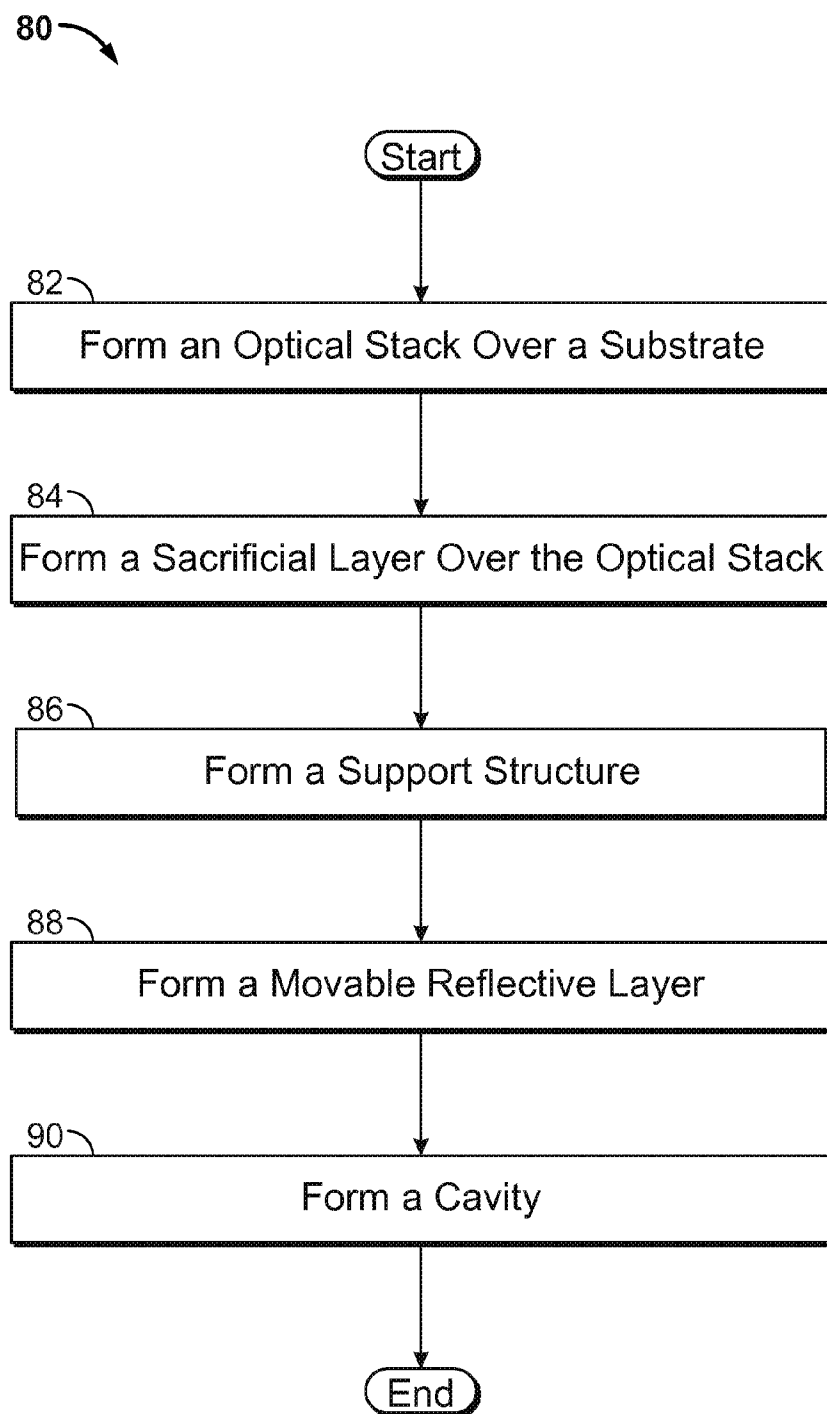 80
Start
82
Form an Optical Stack Over a Substrate
84
Form a Sacrificial Layer Over the Optical Stack
86
Form a Support Structure
88
Form a Movable Reflective Layer
90
Form a Cavity
End